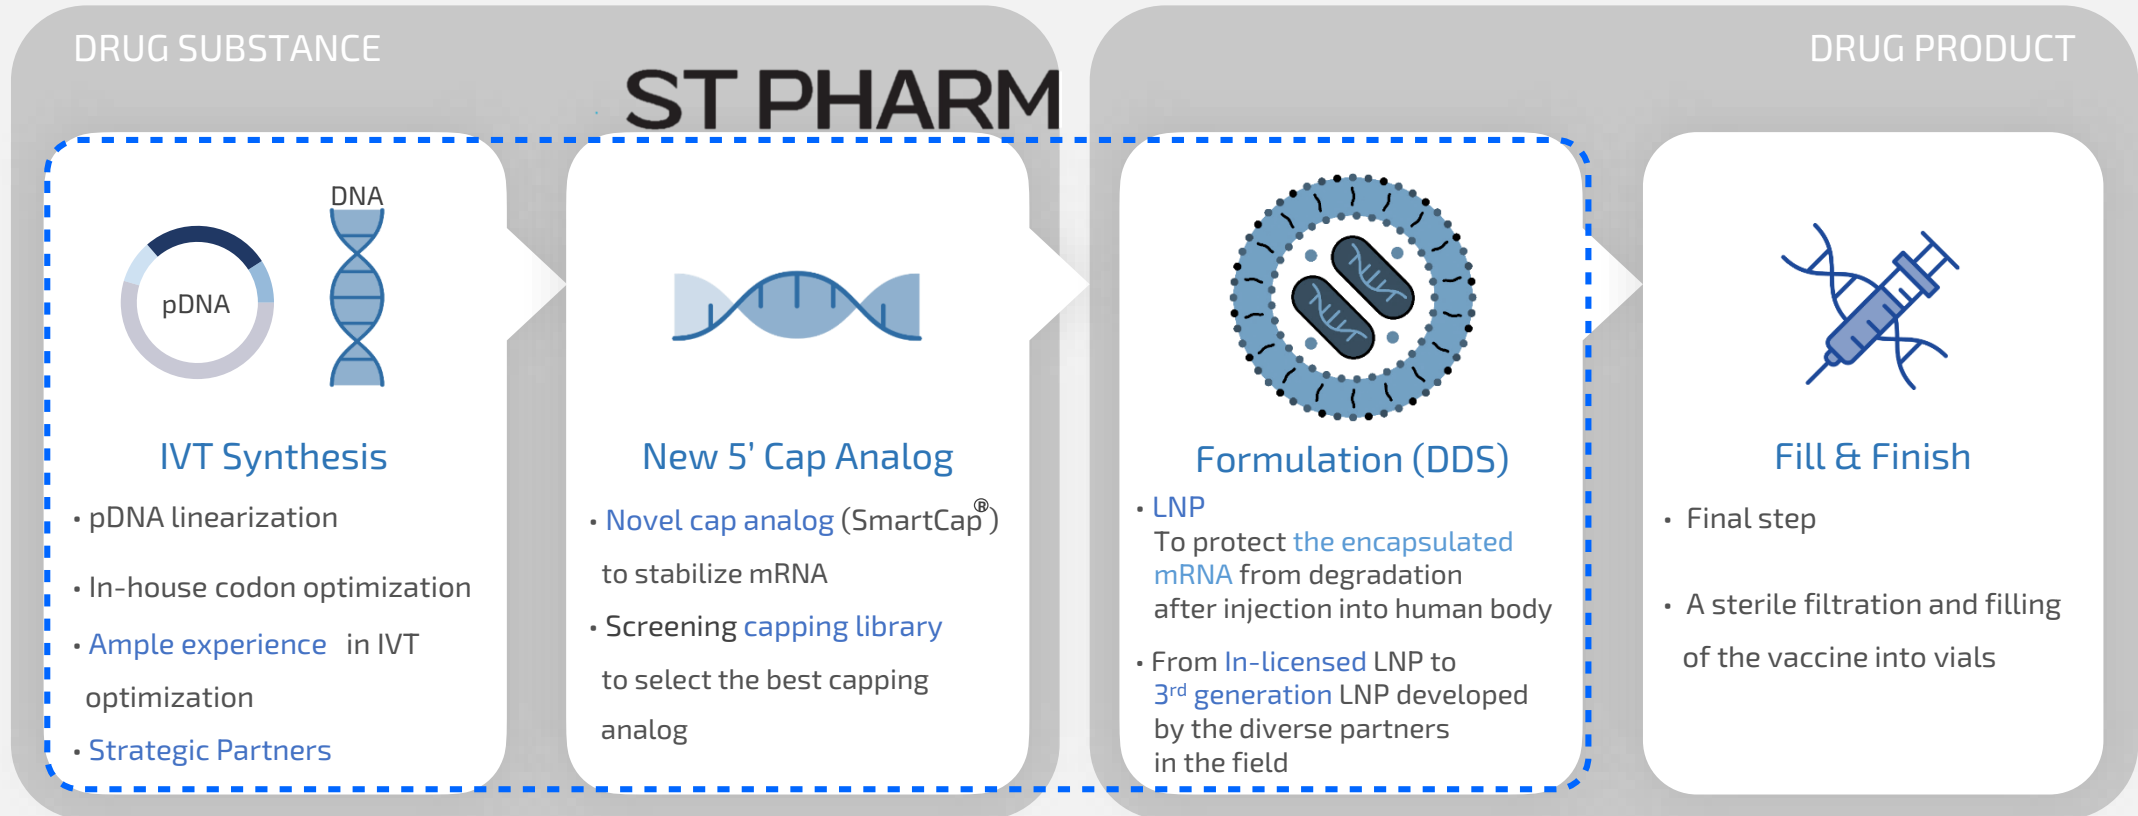 DRUG SUBSTANCE
DRUG PRODUCT
ST PHARM
pDNA
DNA
IVT Synthesis
• pDNA linearization
• In-house codon optimization
• Ample experience in IVT
optimization
• Strategic Partners
New 5’ Cap Analog
• Novel cap analog (SmartCap®)
to stabilize mRNA
• Screening capping library
to select the best capping
analog
Formulation (DDS)
• LNP
To protect the encapsulated
mRNA from degradation
after injection into human body
• From In-licensed LNP to
3rd generation LNP developed
by the diverse partners
in the field
Fill & Finish
• Final step
• A sterile filtration and filling
of the vaccine into vials